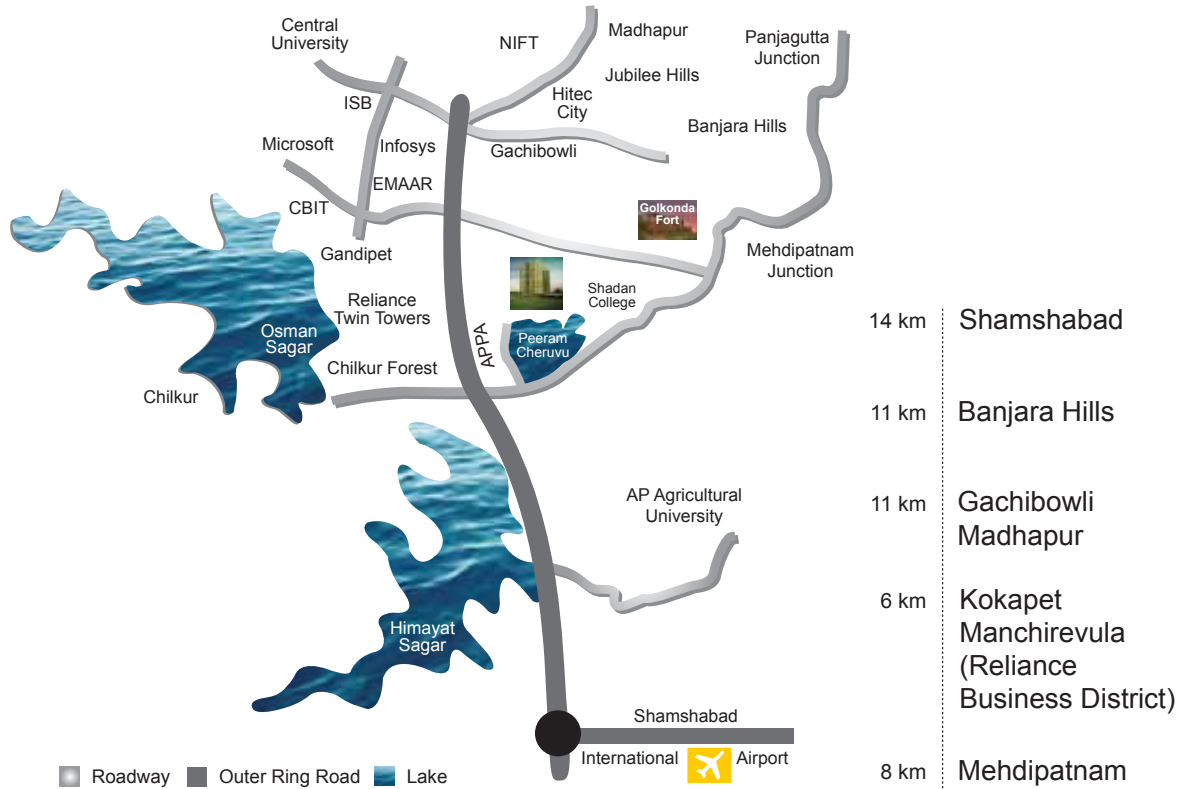 Central
University
NIFT
Madhapur
Panjagutta
Junction
Jubilee Hills
ISB
Hitec
City
Banjara Hills
Microsoft
Infosys
Gachibowli
EMAAR
CBIT
Golkonda
Fort
Gandipet
Mehdipatnam
Junction
Shadan
College
Reliance
Twin Towers
Osman
Sagar
APPA
Peeram
Cheruvu
Chilkur Forest
Chilkur
AP Agricultural
University
Himayat
Sagar
Shamshabad
International Airport
Roadway
Outer Ring Road
Lake
14 km Shamshabad
11 km Banjara Hills
11 km Gachibowli
Madhapur
6 km Kokapet
Manchirevula
(Reliance
Business District)
8 km Mehdipatnam